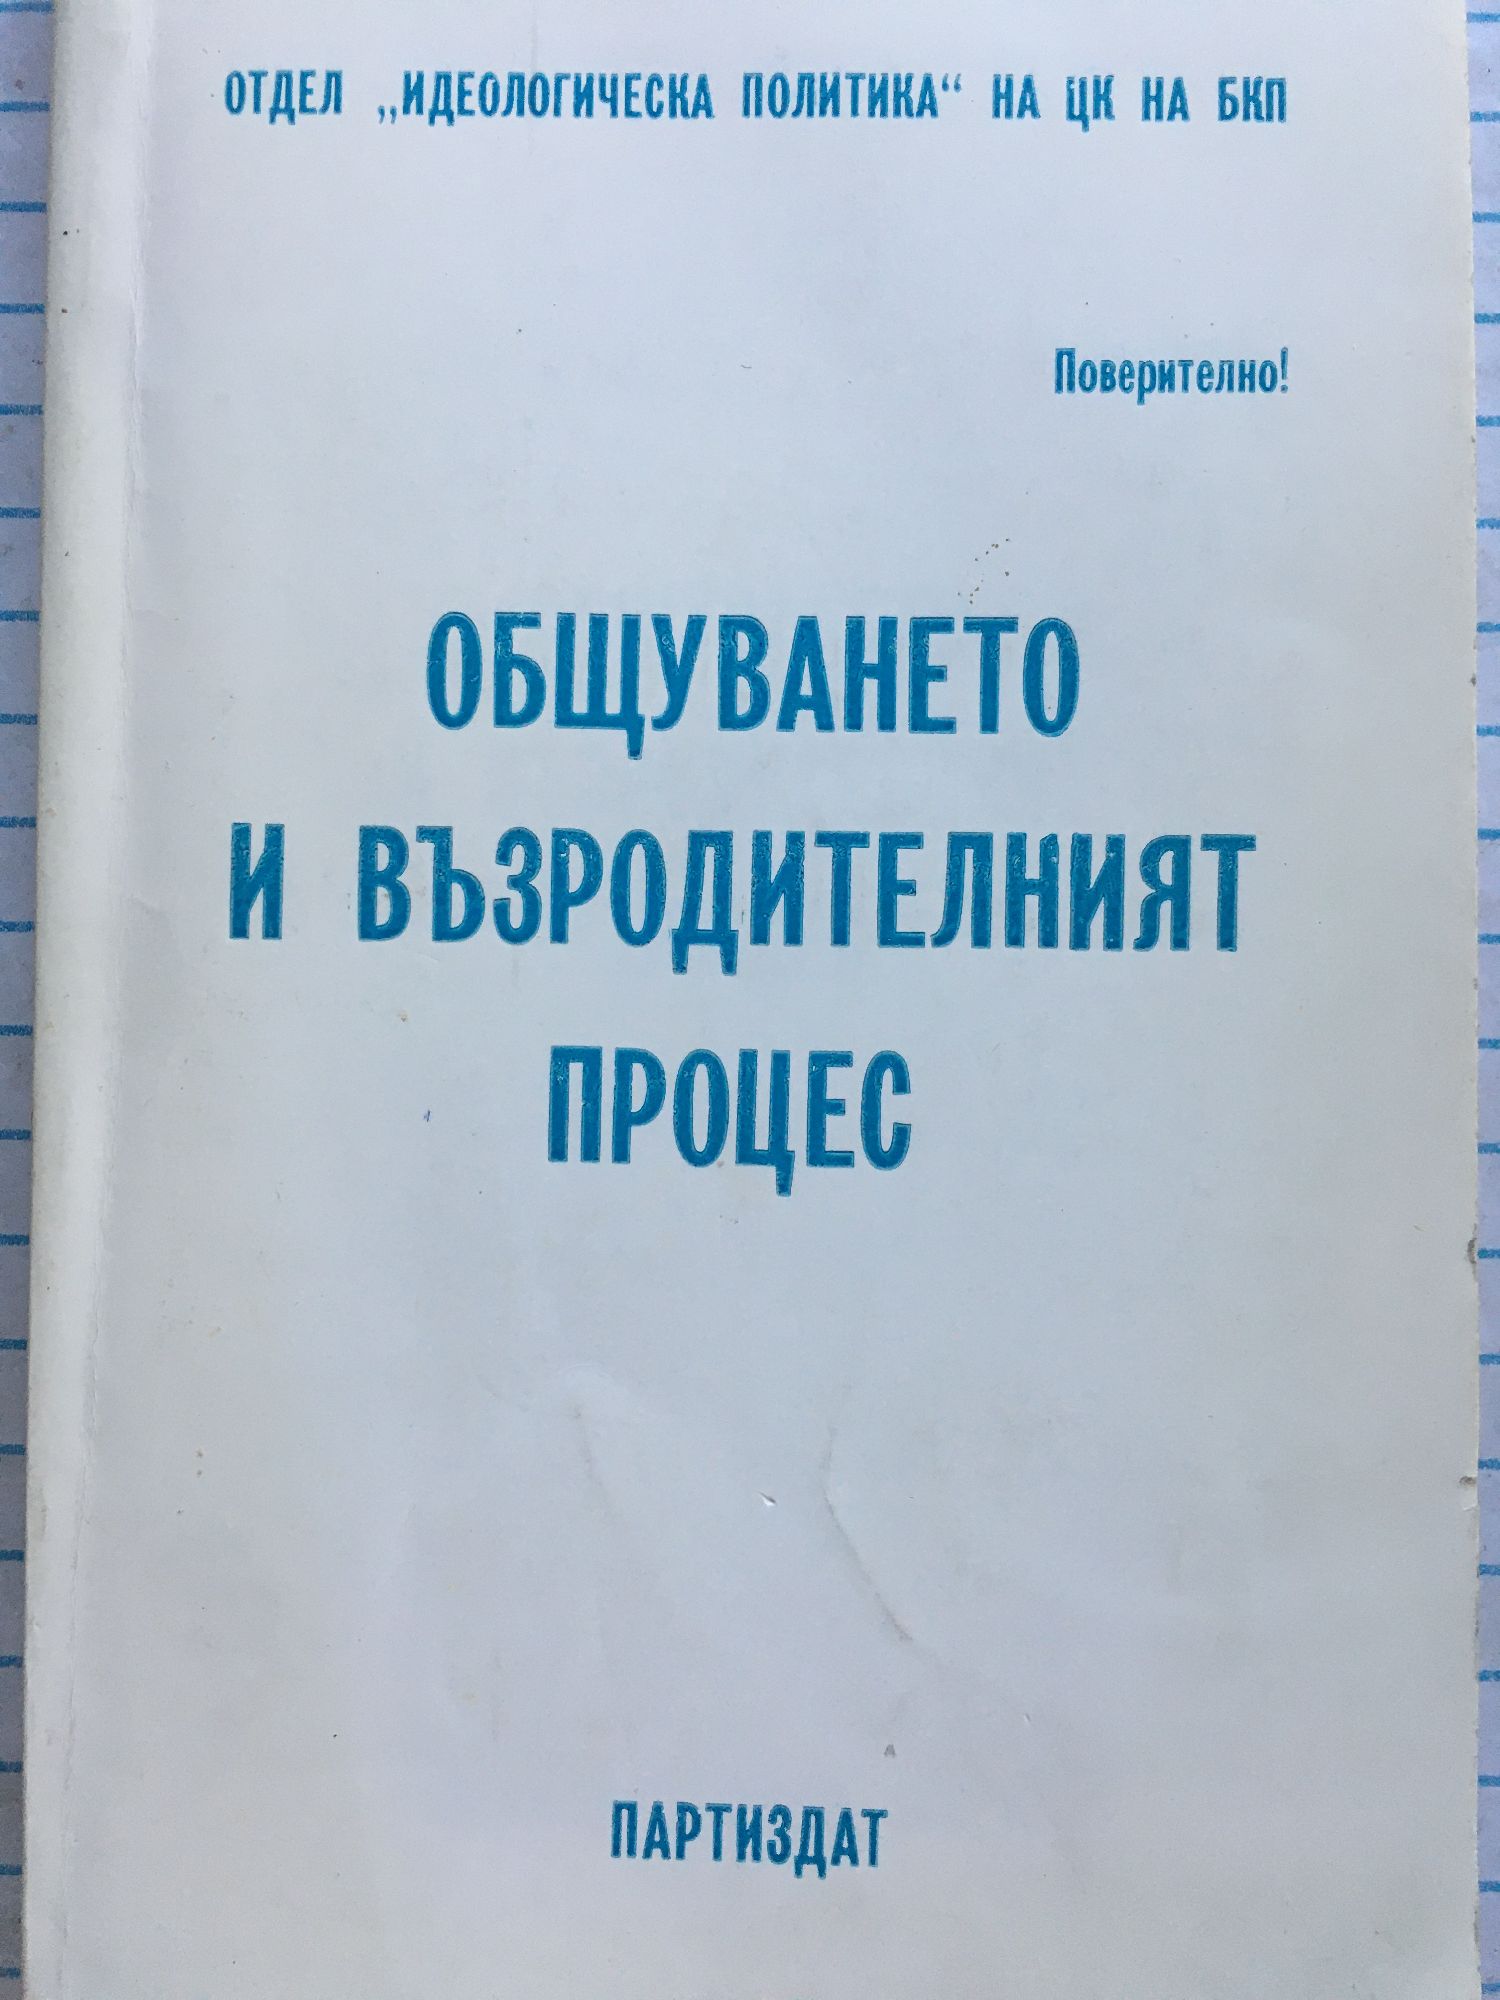 ОТДЕЛ „ИДЕОЛОГИЧЕСКА ПОЛИТИКА“ НА ЦК НА БКП
Поверително!
ОБЩУВАНЕТО
И ВЪЗРОДИТЕЛНИЯТ
ПРОЦЕС
ПАРТИЗДАТ